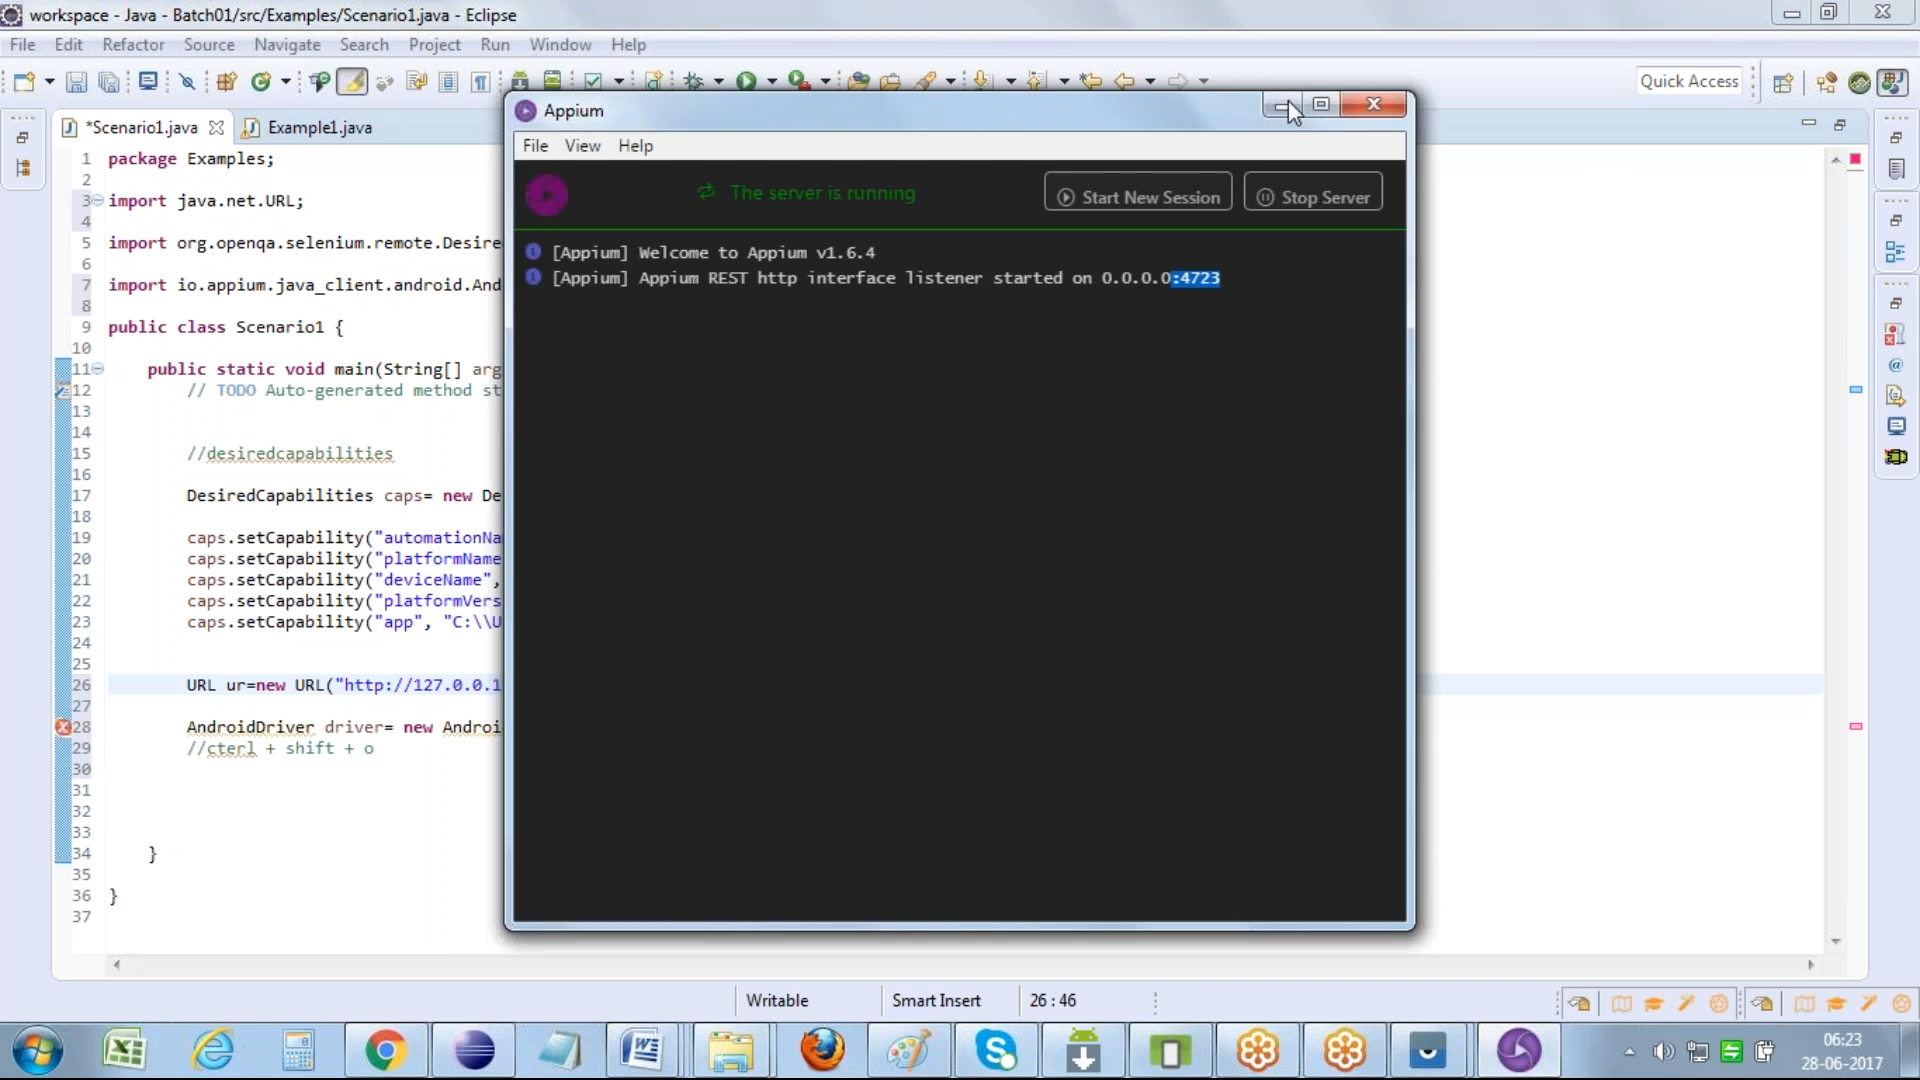 workspace - Java - Batch01/src/Examples/Scenario1.java - Eclipse
File Edit Refactor Source Navigate Search Project Run Window Help
Quick Access
*Scenario1.java Example1.java
1 package Examples;
2
3 import java.net.URL;
4
5 import org.openqa.selenium.remote.Desire
6
7 import io.appium.java_client.android.And
8
9 public class Scenario1 {
10
11 public static void main(String[] arg
12 // TODO Auto-generated method st
13
14
15 //desiredcapabilities
16
17 DesiredCapabilities caps= new De
18
19 caps.setCapability("automationNa
20 caps.setCapability("platformName
21 caps.setCapability("deviceName",
22 caps.setCapability("platformVers
23 caps.setCapability("app", "C:\\U
24
25
26 URL ur=new URL("http://127.0.0.1
27
28 AndroidDriver driver= new Androi
29 //cterl + shift + o
30
31
32
33
34 }
35
36 }
37
Appium
File View Help
The server is running
Start New Session
Stop Server
[Appium] Welcome to Appium v1.6.4
[Appium] Appium REST http interface listener started on 0.0.0.0:4723
Writable Smart Insert 26 : 46
06:23
28-06-2017